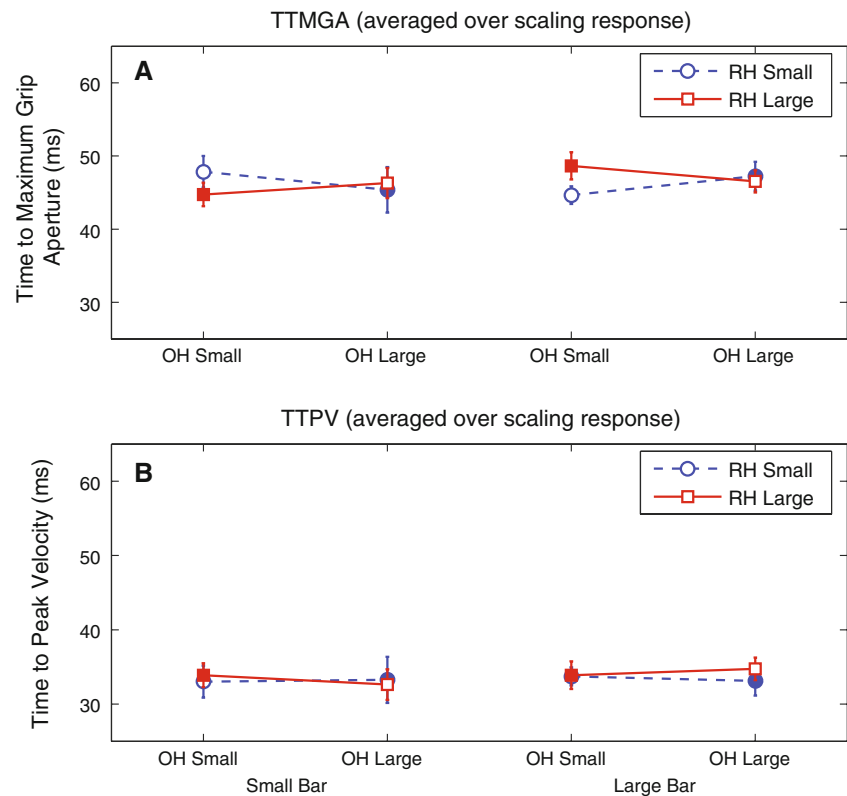 TTMGA (averaged over scaling response)
A
RH Small
RH Large
Time to Maximum Grip
Aperture (ms)
60
50
40
30
OH Small OH Large OH Small OH Large
TTPV (averaged over scaling response)
B
RH Small
RH Large
Time to Peak Velocity (ms)
60
50
40
30
OH Small OH Large OH Small OH Large
Small Bar Large Bar